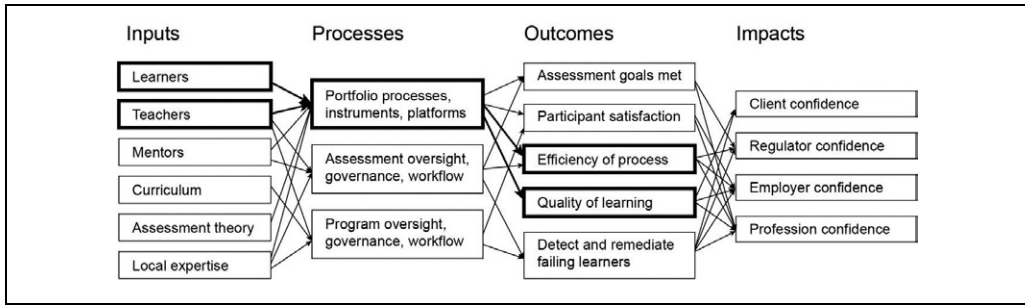 Inputs
Processes
Outcomes
Impacts
Learners
Teachers
Mentors
Curriculum
Assessment theory
Local expertise
Portfolio processes,
instruments, platforms
Assessment oversight,
governance, workflow
Program oversight,
governance, workflow
Assessment goals met
Participant satisfaction
Efficiency of process
Quality of learning
Detect and remediate
failing learners
Client confidence
Regulator confidence
Employer confidence
Profession confidence